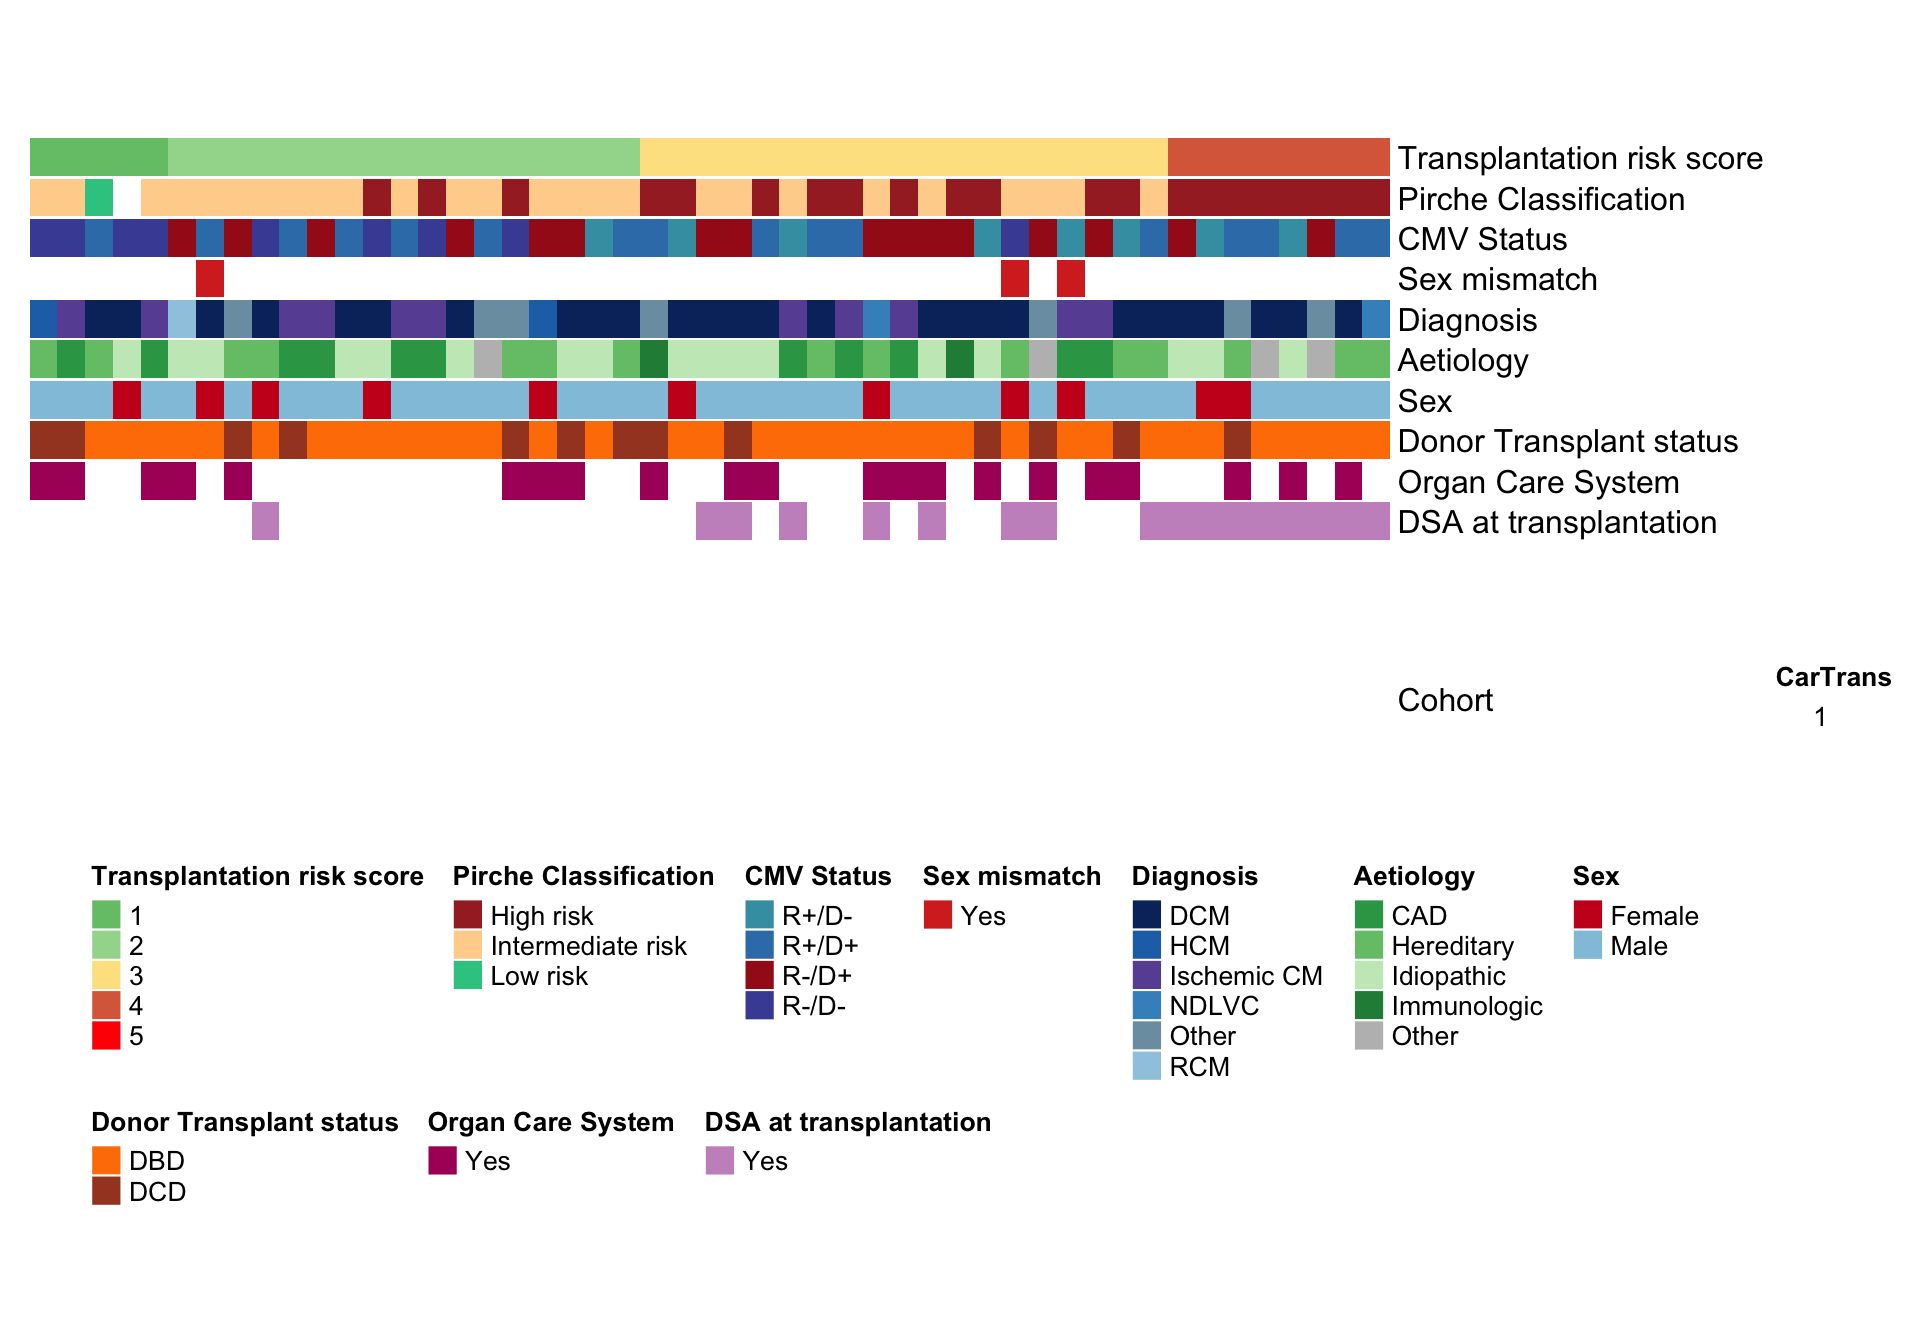 Transplantation risk score
Pirche Classification
CMV Status
Sex mismatch
Diagnosis
Aetiology
Sex
Donor Transplant status
Organ Care System
DSA at transplantation
CarTrans
Cohort
1
Transplantation risk score
1
2
3
4
5
Pirche Classification
High risk
Intermediate risk
Low risk
CMV Status
R+/D-
R+/D+
R-/D+
R-/D-
Sex mismatch
Yes
Diagnosis
DCM
HCM
Ischemic CM
NDLVC
Other
RCM
Aetiology
CAD
Hereditary
Idiopathic
Immunologic
Other
Sex
Female
Male
Donor Transplant status
DBD
DCD
Organ Care System
Yes
DSA at transplantation
Yes